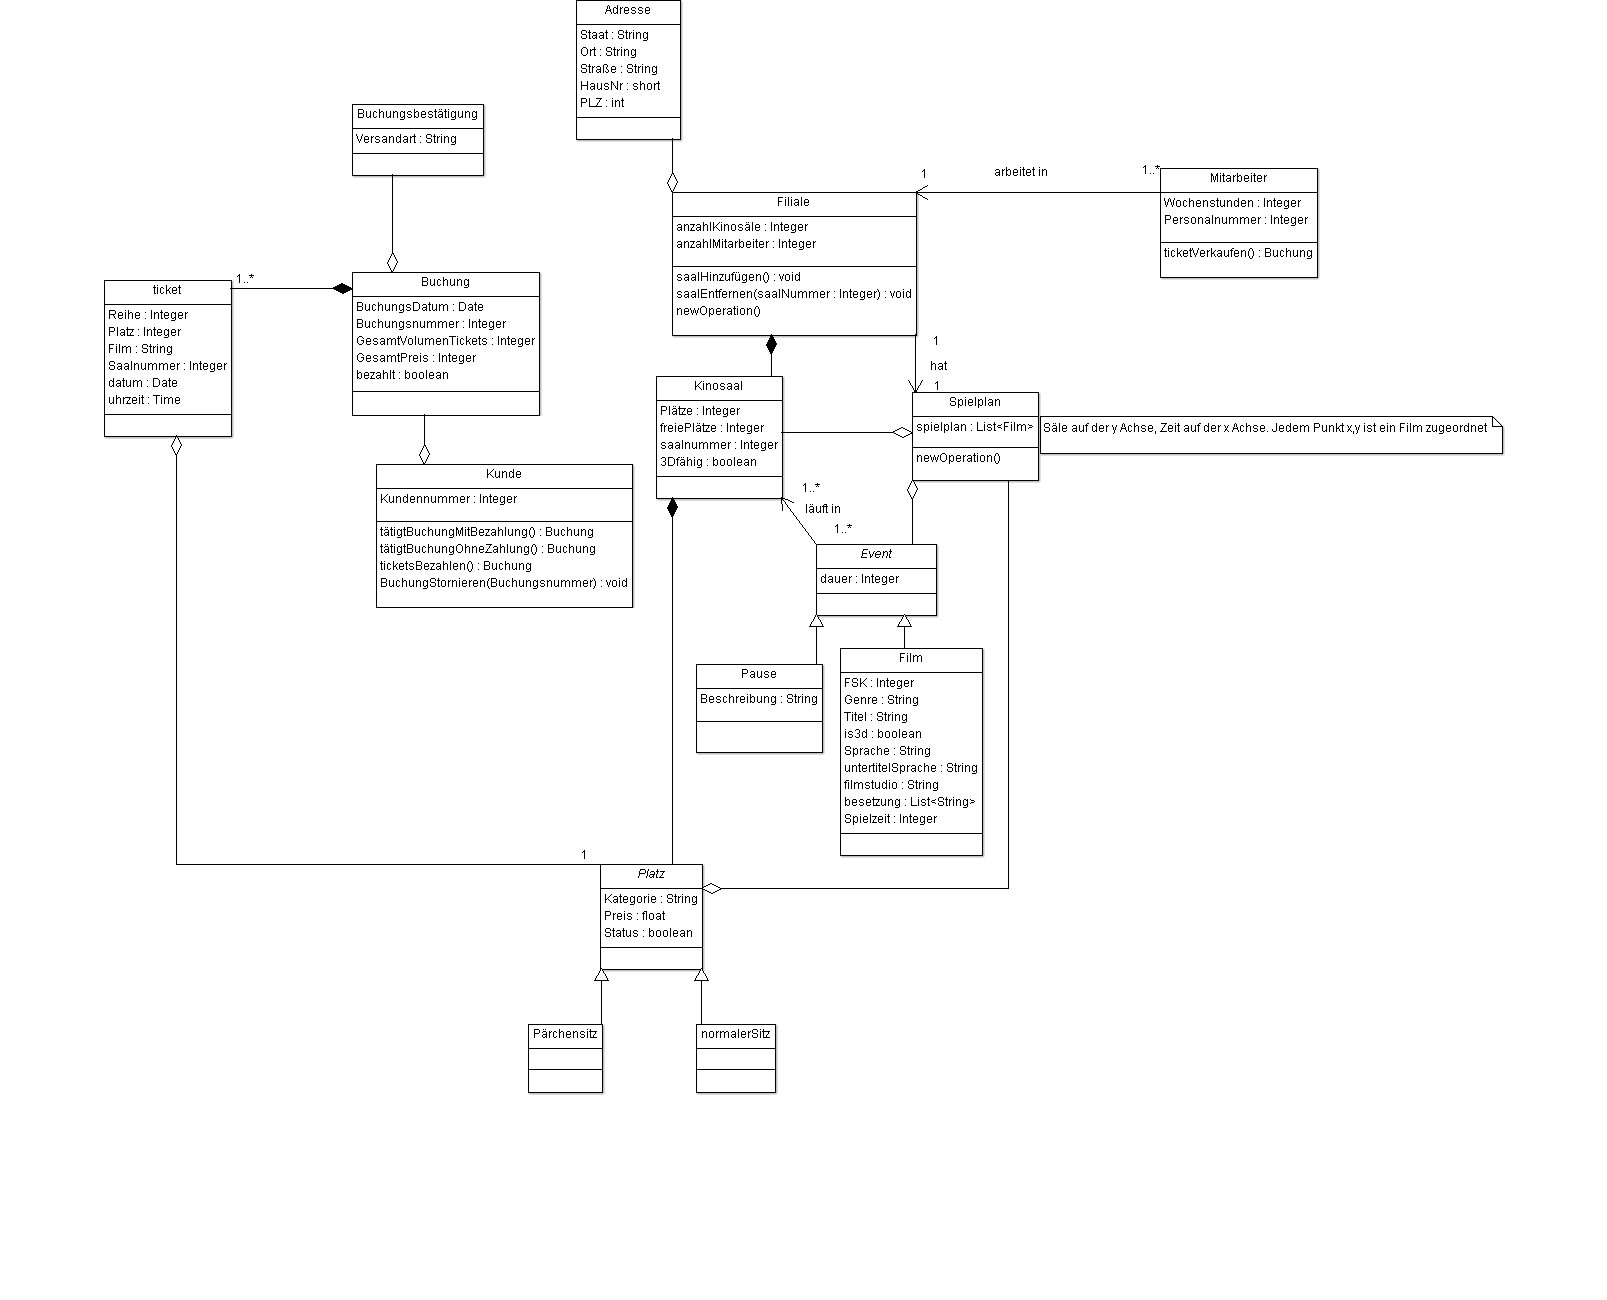 Adresse
Staat : String
Ort : String
Straße : String
HausNr : short
PLZ : int
Buchungsbestätigung
Versandart : String
1
arbeitet in
1..*
Mitarbeiter
Wochenstunden : Integer
Personalnummer : Integer
ticketVerkaufen() : Buchung
Filiale
anzahlKinosäle : Integer
anzahlMitarbeiter : Integer
saalHinzufügen() : void
saalEntfernen(saalNummer : Integer) : void
newOperation()
1..*
ticket
Reihe : Integer
Platz : Integer
Film : String
Saalnummer : Integer
datum : Date
uhrzeit : Time
Buchung
BuchungsDatum : Date
Buchungsnummer : Integer
GesamtVolumenTickets : Integer
GesamtPreis : Integer
bezahlt : boolean
1
hat
1
Kinosaal
Plätze : Integer
freiePlätze : Integer
saalnummer : Integer
3Dfähig : boolean
Spielplan
spielplan : List<Film>
newOperation()
Säle auf der y Achse, Zeit auf der x Achse. Jedem Punkt x,y ist ein Film zugeordnet
Kunde
Kundennummer : Integer
tätigtBuchungMitBezahlung() : Buchung
tätigtBuchungOhneZahlung() : Buchung
ticketsBezahlen() : Buchung
BuchungStornieren(Buchungsnummer) : void
1..*
läuft in
1..*
Event
dauer : Integer
Pause
Beschreibung : String
Film
FSK : Integer
Genre : String
Titel : String
is3d : boolean
Sprache : String
untertitelSprache : String
filmstudio : String
besetzung : List<String>
Spielzeit : Integer
1
Platz
Kategorie : String
Preis : float
Status : boolean
Pärchensitz
normalerSitz